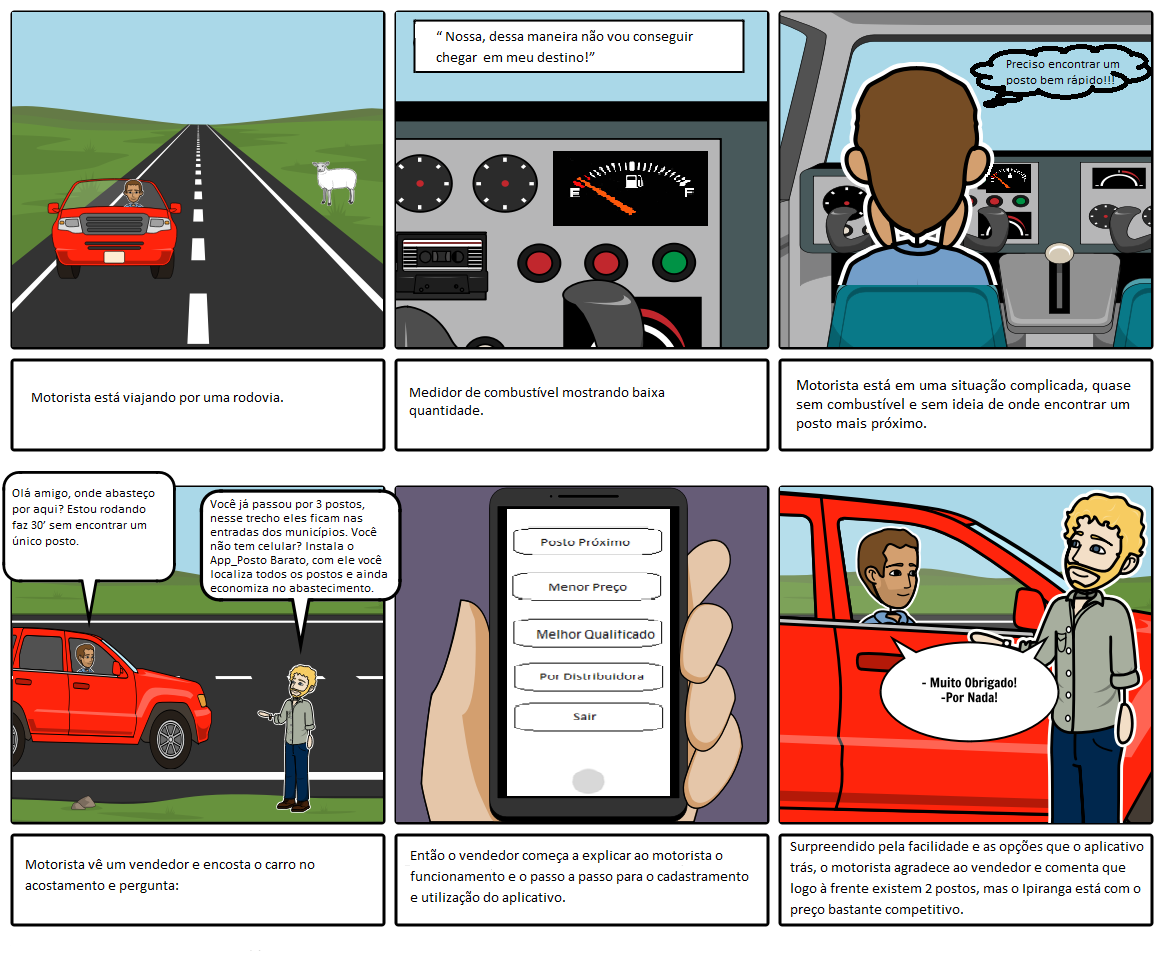 “ Nossa, dessa maneira não vou conseguir
chegar em meu destino!”
E
F
Preciso encontrar um
posto bem rápido!!!
Motorista está viajando por uma rodovia.
Medidor de combustível mostrando baixa
quantidade.
Motorista está em uma situação complicada, quase
sem combustível e sem ideia de onde encontrar um
posto mais próximo.
Olá amigo, onde abasteço
por aqui? Estou rodando
faz 30’ sem encontrar um
único posto.
Você já passou por 3 postos,
nesse trecho eles ficam nas
entradas dos municípios. Você
não tem celular? Instala o
App_Posto Barato, com ele você
localiza todos os postos e ainda
economiza no abastecimento.
Posto Próximo
Menor Preço
Melhor Qualificado
Por Distribuidora
Sair
- Muito Obrigado!
-Por Nada!
Motorista vê um vendedor e encosta o carro no
acostamento e pergunta:
Então o vendedor começa a explicar ao motorista o
funcionamento e o passo a passo para o cadastramento
e utilização do aplicativo.
Surpreendido pela facilidade e as opções que o aplicativo
trás, o motorista agradece ao vendedor e comenta que
logo à frente existem 2 postos, mas o Ipiranga está com o
preço bastante competitivo.